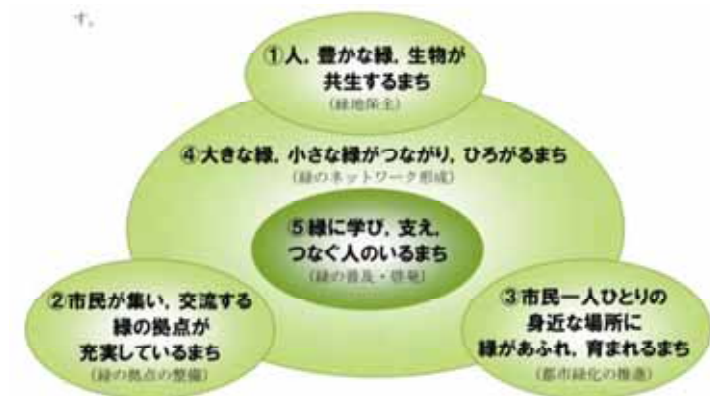 す。
①人，豊かな緑，生物が
共生するまち
（緑地保全）
④大きな緑，小さな緑がつながり，ひろがるまち
（緑のネットワーク形成）
⑤緑に学び，支え，
つなぐ人のいるまち
（緑の普及・啓発）
②市民が集い，交流する
緑の拠点が
充実しているまち
（緑の拠点の整備）
③市民一人ひとりの
身近な場所に
緑があふれ，育まれるまち
（都市緑化の推進）